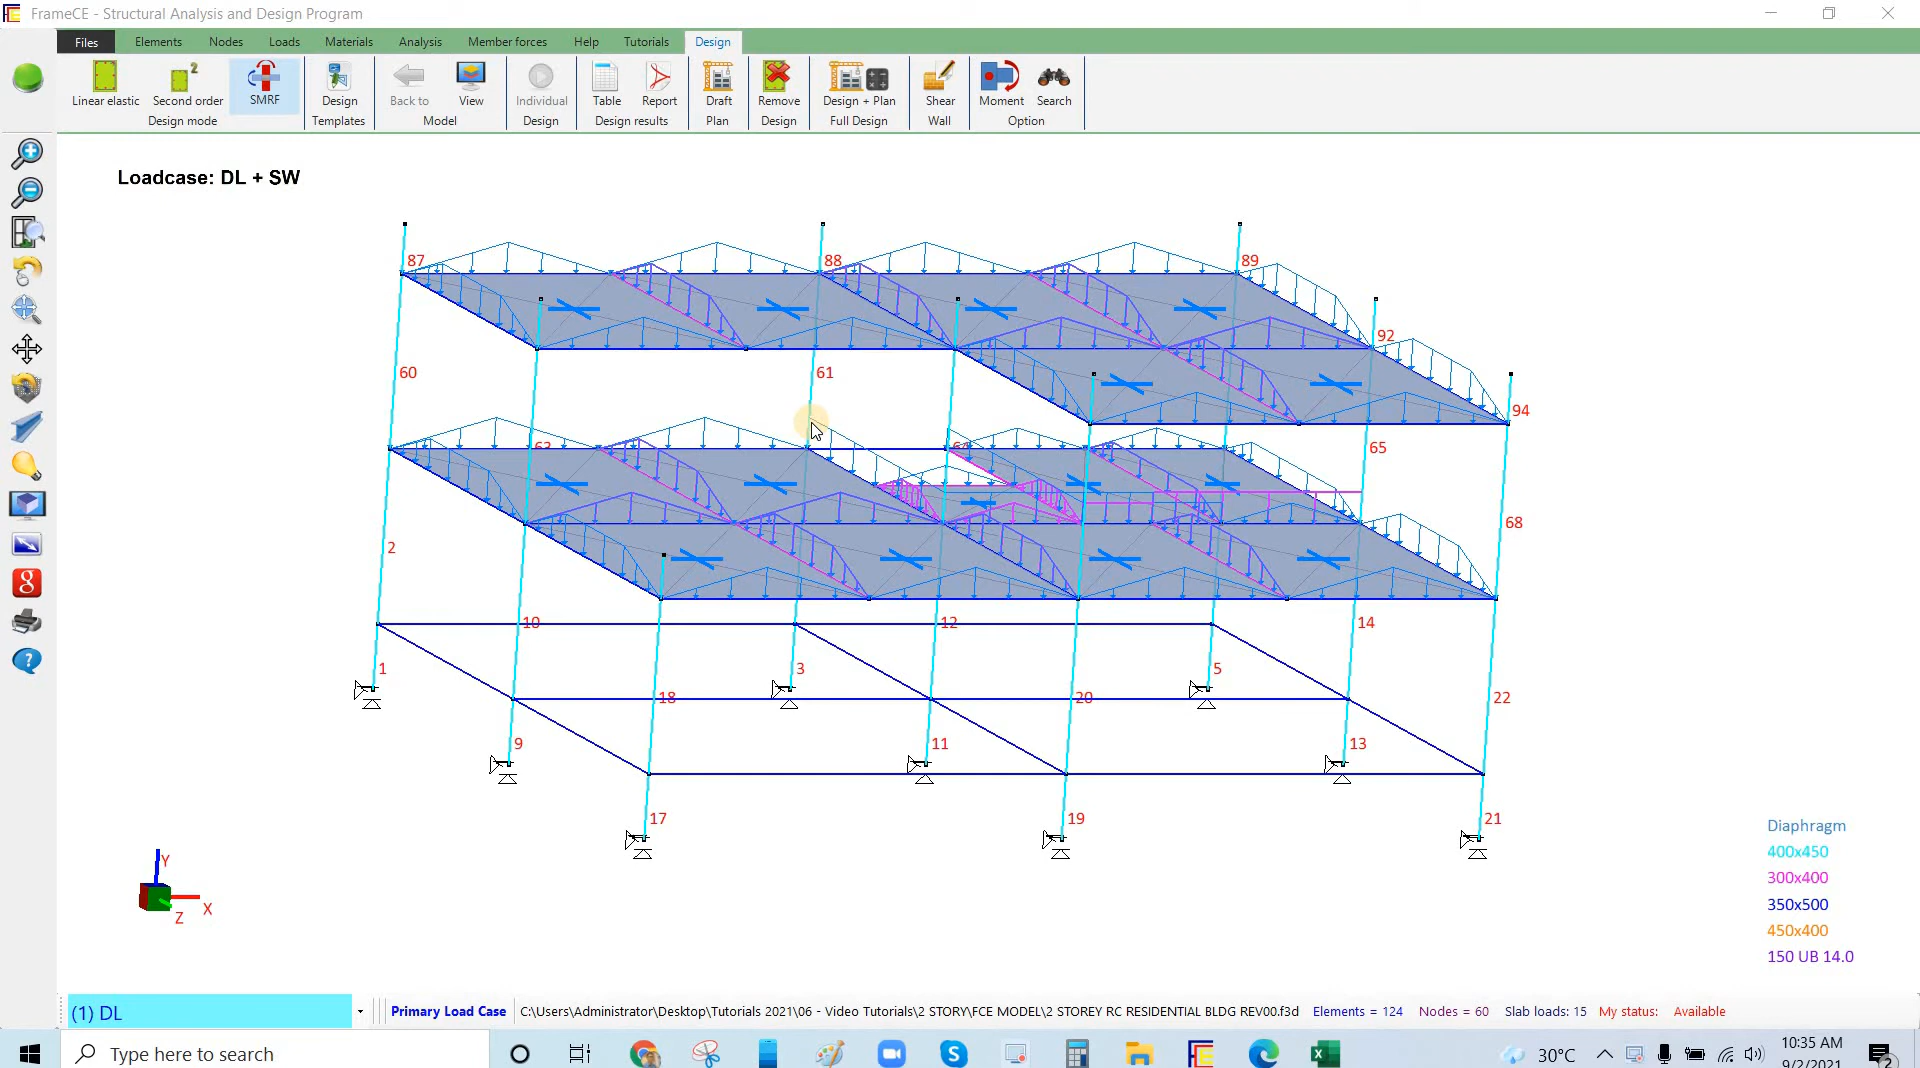 FrameCE - Structural Analysis and Design Program
Files Elements Nodes Loads Materials Analysis Member forces Help Tutorials Design
Linear elastic Second order SMRF
Design mode
Design
Templates
Back to View
Model
Individual
Design
Table Report
Design results
Draft
Plan
Remove
Design
Design + Plan
Full Design
Shear
Wall
Moment Search
Option
Loadcase: DL + SW
87 88 89
92
60 61
94
63 64 65
68
2
10 12 14
1 3 5
18 20 22
9 11 13
17 19 21
Y
X
Z
Diaphragm
400x450
300x400
350x500
450x400
150 UB 14.0
(1) DL Primary Load Case C:\Users\Administrator\Desktop\Tutorials 2021\06 - Video Tutorials\2 STORY\FCE MODEL\2 STOREY RC RESIDENTIAL BLDG REV00.f3d Elements = 124 Nodes = 60 Slab loads: 15 My status: Available
Type here to search
30°C
10:35 AM
9/2/2021
2